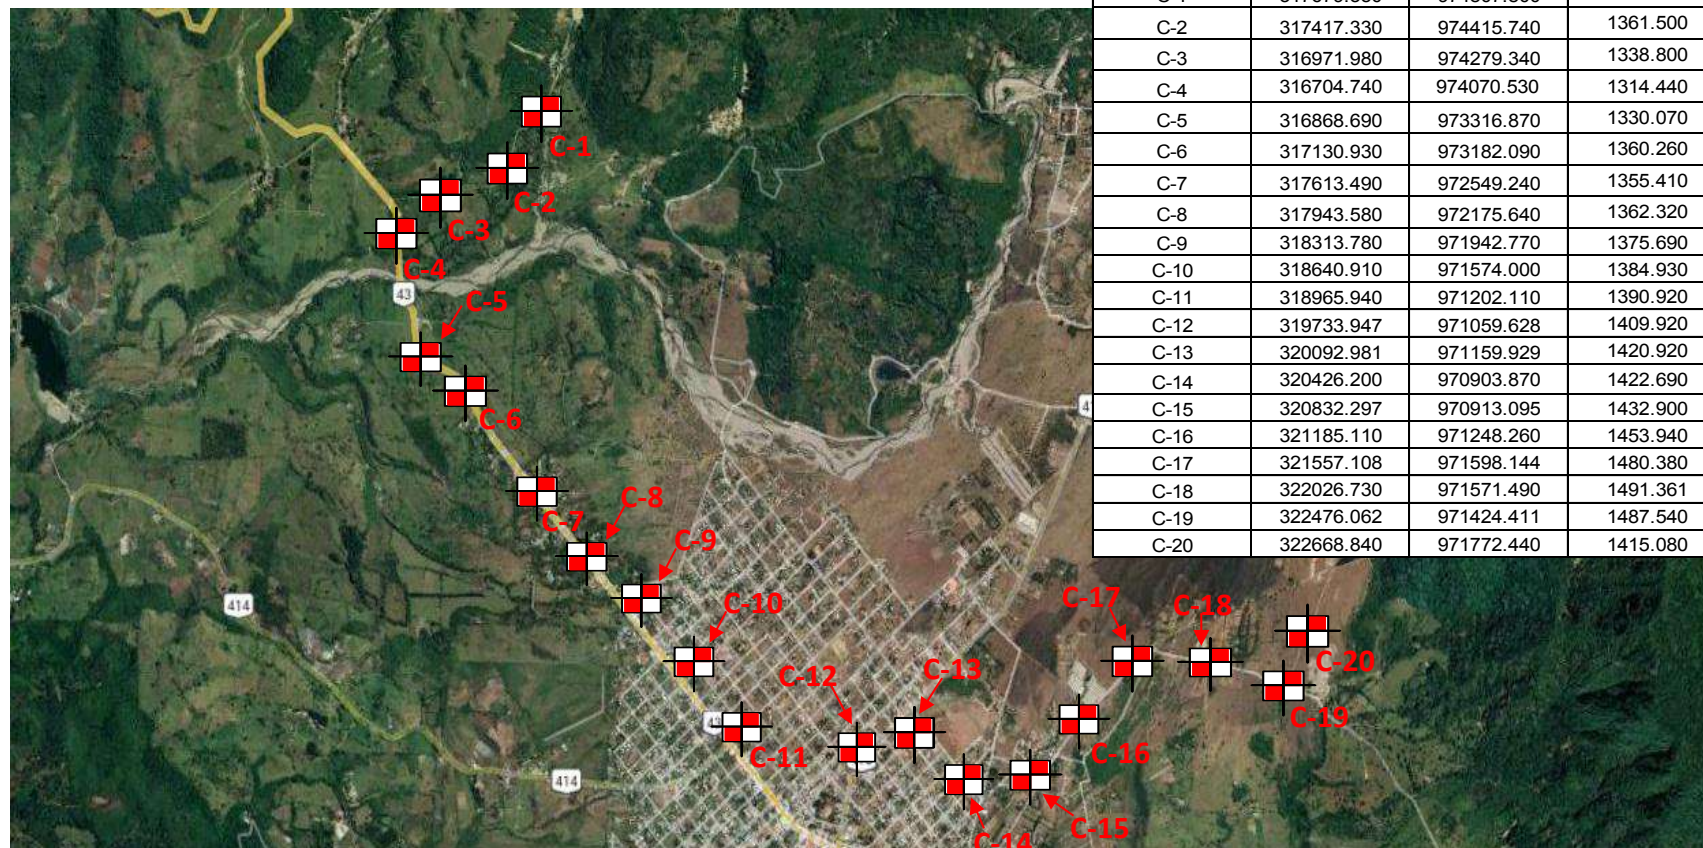 C-2 317417.330 974415.740 1361.500
C-3 316971.980 974279.340 1338.800
C-4 316704.740 974070.530 1314.440
C-5 316868.690 973316.870 1330.070
C-6 317130.930 973182.090 1360.260
C-7 317613.490 972549.240 1355.410
C-8 317943.580 972175.640 1362.320
C-9 318313.780 971942.770 1375.690
C-10 318640.910 971574.000 1384.930
C-11 318965.940 971202.110 1390.920
C-12 319733.947 971059.628 1409.920
C-13 320092.981 971159.929 1420.920
C-14 320426.200 970903.870 1422.690
C-15 320832.297 970913.095 1432.900
C-16 321185.110 971248.260 1453.940
C-17 321557.108 971598.144 1480.380
C-18 322026.730 971571.490 1491.361
C-19 322476.062 971424.411 1487.540
C-20 322668.840 971772.440 1415.080
C-1
C-2
C-3
C-4
43
C-5
C-6
C-7
C-8
C-9
C-10
C-11
C-12
C-13
C-14
C-15
C-16
C-17
C-18
C-19
C-20
414
414